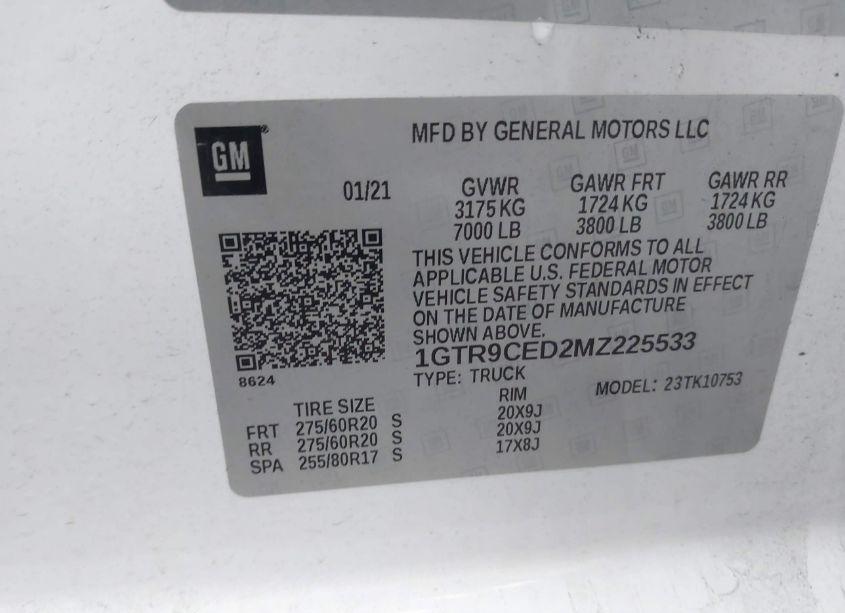 GM®
MFD BY GENERAL MOTORS LLC
01/21
GVWR GAWR FRT GAWR RR
3175 KG 1724 KG 1724 KG
7000 LB 3800 LB 3800 LB
THIS VEHICLE CONFORMS TO ALL
APPLICABLE U.S. FEDERAL MOTOR
VEHICLE SAFETY STANDARDS IN EFFECT
ON THE DATE OF MANUFACTURE
SHOWN ABOVE.
1GTR9CED2MZ225533
8624
TYPE: TRUCK MODEL: 23TK10753
TIRE SIZE RIM
FRT 275/60R20 S 20X9J
RR 275/60R20 S 20X9J
SPA 255/80R17 S 17X8J